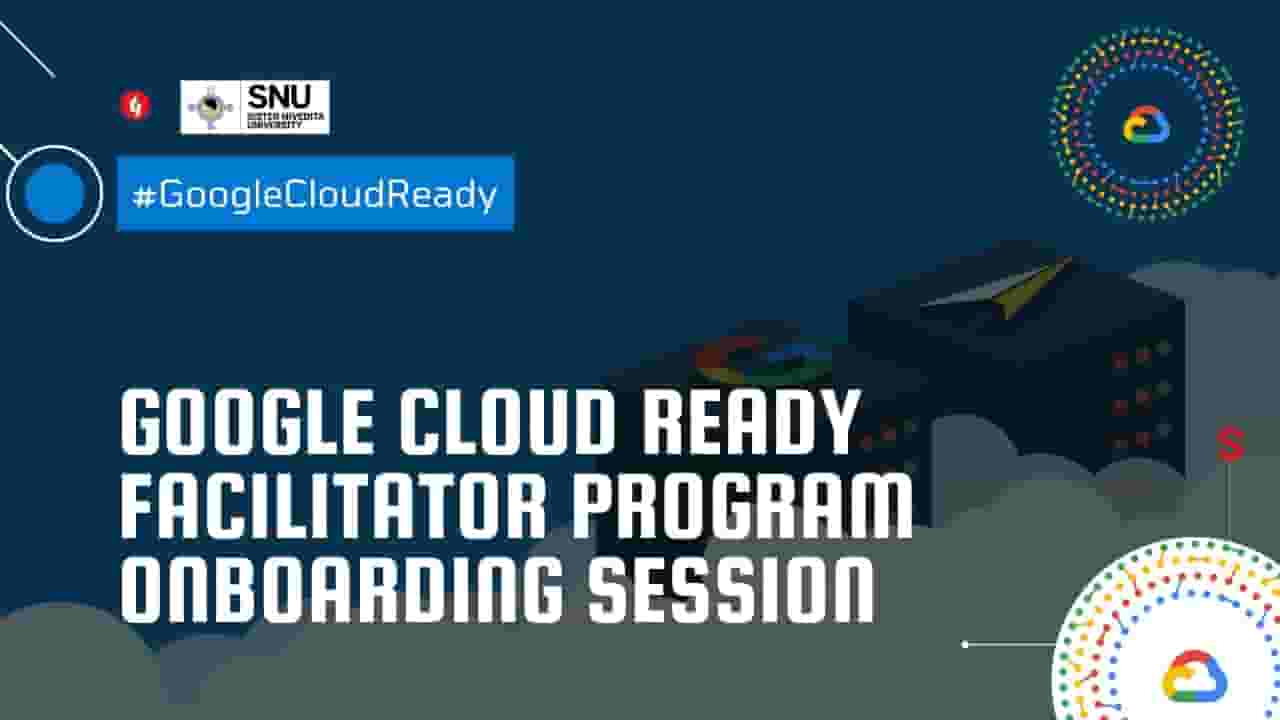 SNU
SISTER NIVEDITA
UNIVERSITY
#GoogleCloudReady
GOOGLE CLOUD READY
FACILITATOR PROGRAM
ONBOARDING SESSION
S